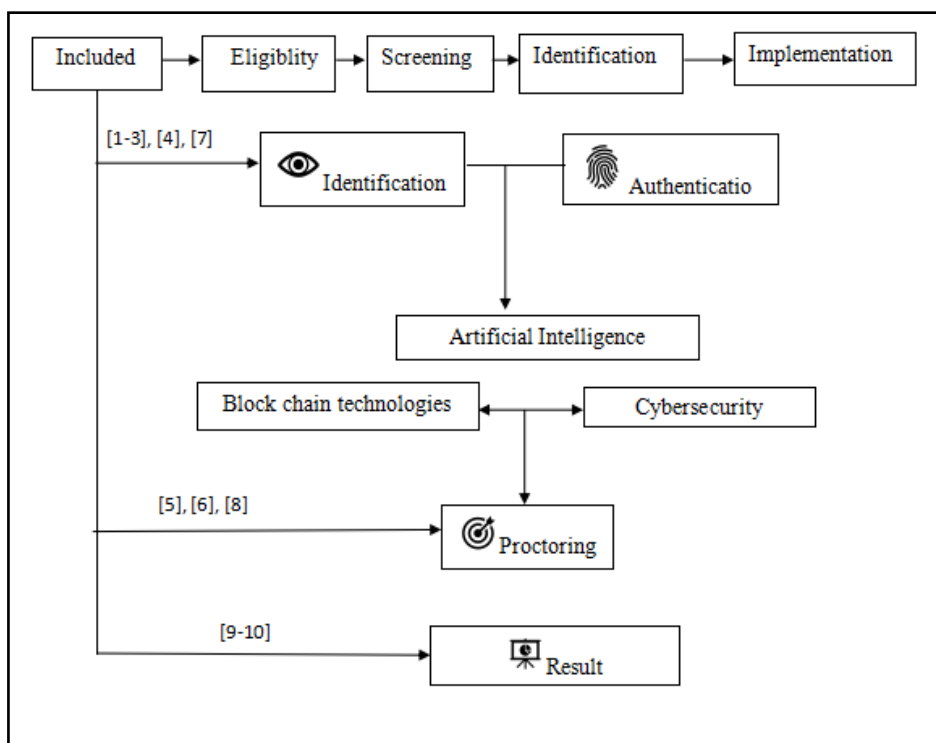 Included
Eligiblity
Screening
Identification
Implementation
[1-3], [4], [7]
Identification
Authenticatio
Artificial Intelligence
Block chain technologies
Cybersecurity
[5], [6], [8]
Proctoring
[9-10]
Result